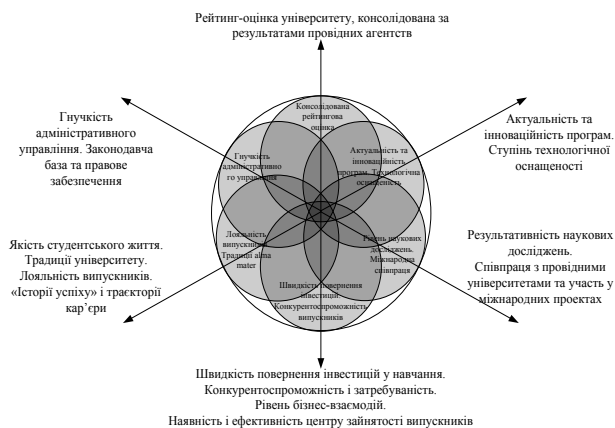 Рейтинг-оцінка університету, консолідована за
результатами провідних агентств
Гнучкість
адміністративного
управління. Законодавча
база та правове
забезпечення
Актуальність та
інноваційність програм.
Ступінь технологічної
оснащеності
Консолідована
рейтингова
оцінка
Гнучкість
адміністративно
го управління
Актуальність та
інноваційність
програм. Технологічна
оснащеність
Лояльність
випускників.
Традиції alma
mater
Рівень наукових
досліджень.
Міжнародна
співпраця
Швидкість повернення
інвестицій.
Конкурентоспроможність
випускників
Якість студентського життя.
Традиції університету.
Лояльність випускників.
«Історії успіху» і траєкторії
кар’єри
Результативність наукових
досліджень.
Співпраця з провідними
університетами та участь у
міжнародних проектах
Швидкість повернення інвестицій у навчання.
Конкурентоспроможність і затребуваність.
Рівень бізнес-взаємодій.
Наявність і ефективність центру зайнятості випускників